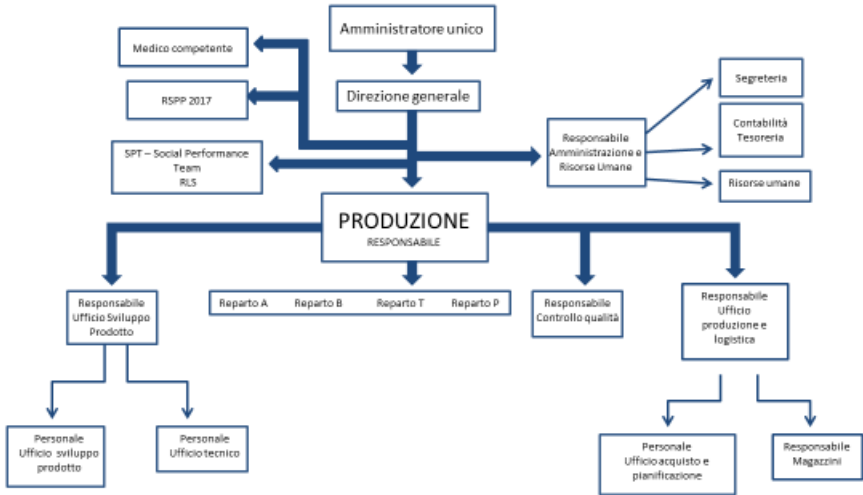 Amministratore unico
Medico competente
Direzione generale
RSPP 2017
Segreteria
Contabilità
Tesoreria
Responsabile
Amministrazione e
Risorse Umane
SPT – Social Performance
Team
RLS
Risorse umane
PRODUZIONE
RESPONSABILE
Responsabile
Ufficio Sviluppo
Prodotto
Reparto A Reparto B Reparto T Reparto P
Responsabile
Controllo qualità
Responsabile
Ufficio
produzione e
logistica
Personale
Ufficio sviluppo
prodotto
Personale
Ufficio tecnico
Personale
Ufficio acquisto e
pianificazione
Responsabile
Magazzini